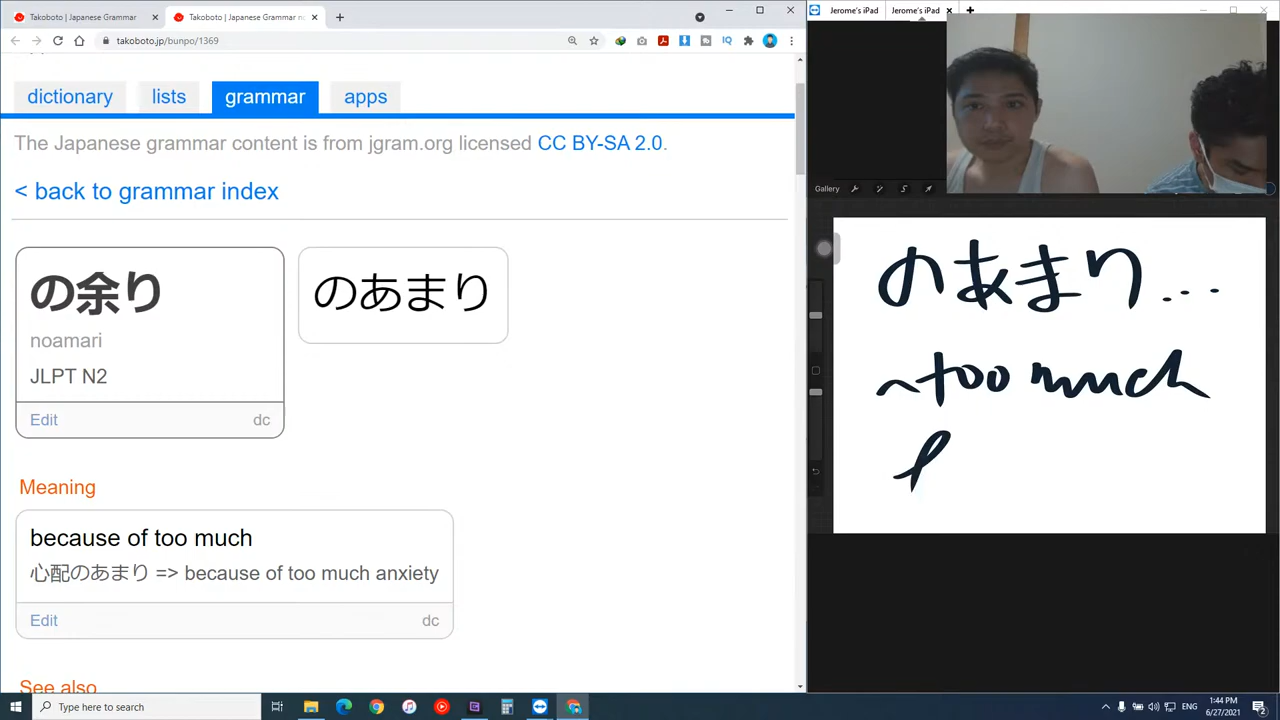 Takoboto | Japanese Grammar
Takoboto | Japanese Grammar no
takoboto.jp/bunpo/1369
Jerome's iPad
Jerome's iPad
dictionary
lists
grammar
apps
The Japanese grammar content is from jgram.org licensed CC BY-SA 2.0.
< back to grammar index
の余り
noamari
JLPT N2
Edit
dc
のあまり
Meaning
because of too much
心配のあまり => because of too much anxiety
Edit
dc
See also
Gallery
のあまり...
~too much
Type here to search
ENG
1:44 PM
6/27/2021
2